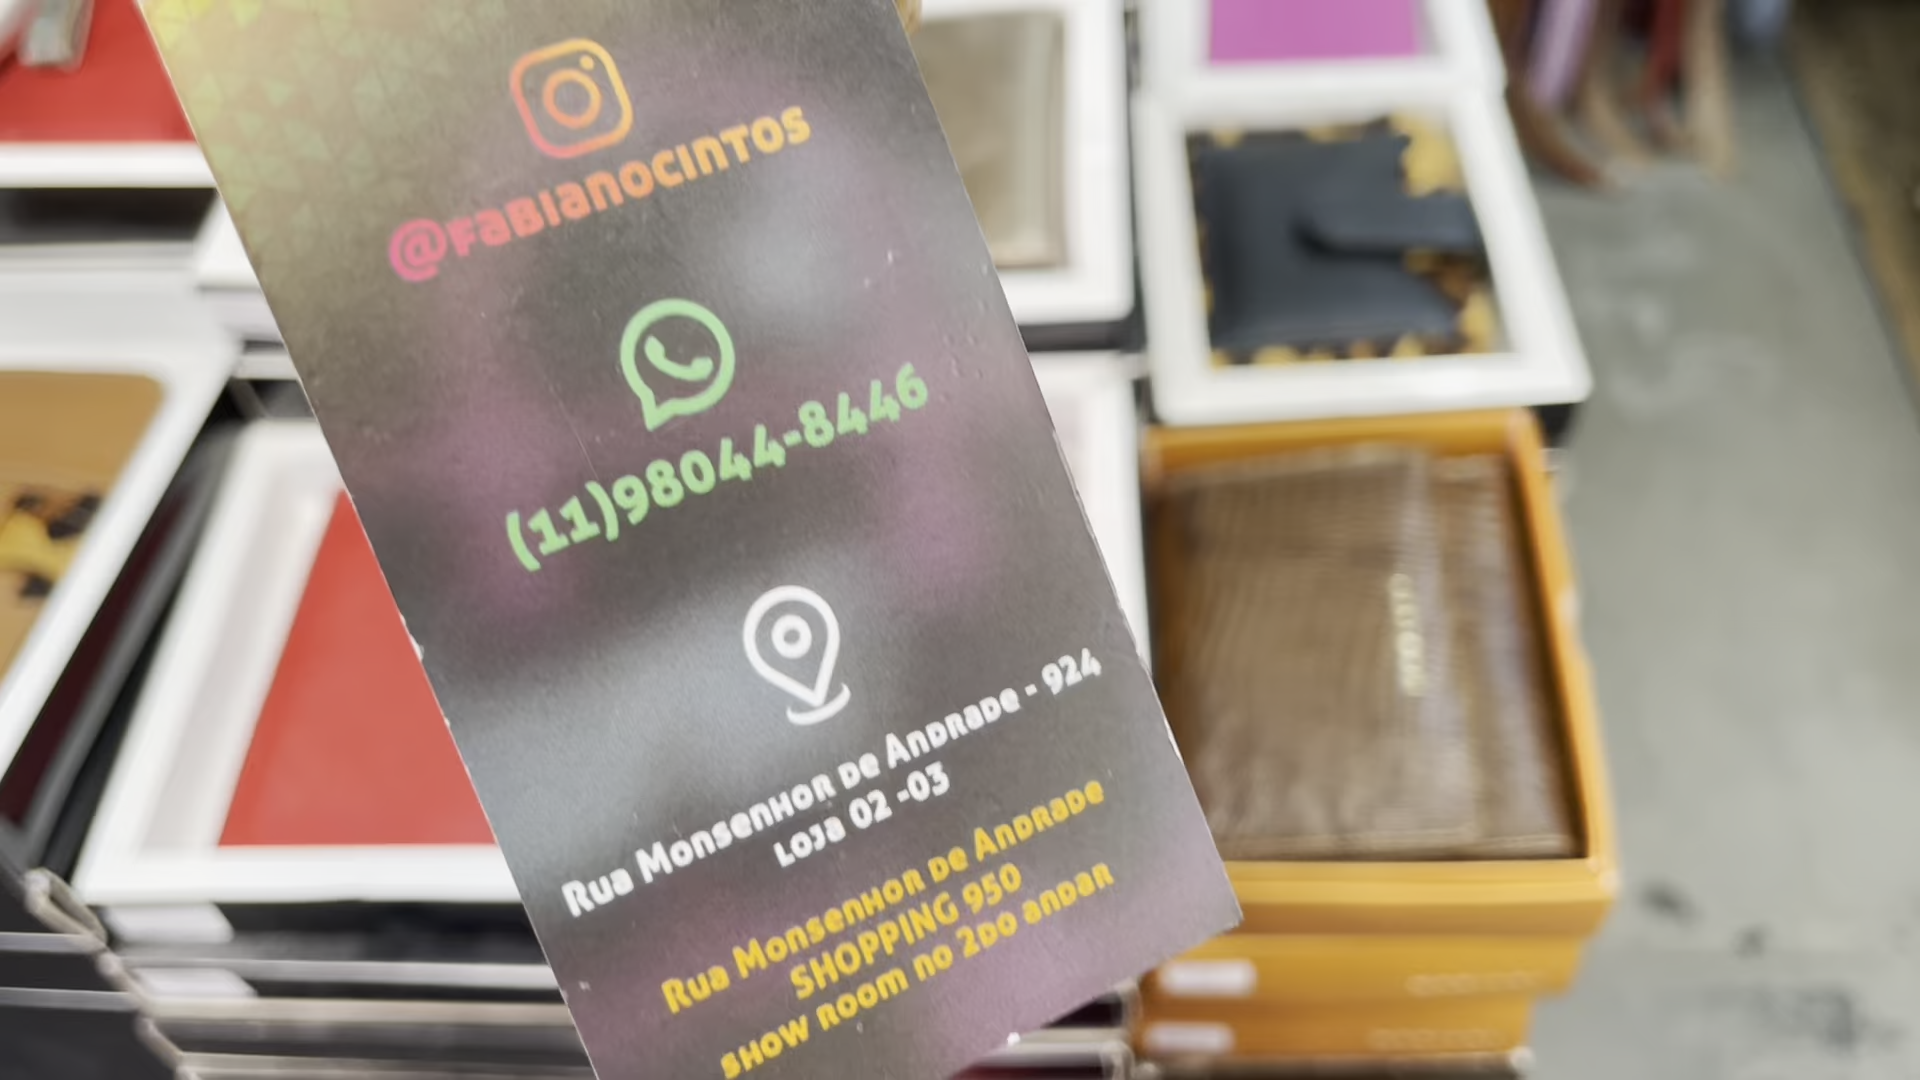 @FABIANOCINTOS
(11)98044-8446
Rua Monsenhor de Andrade - 924
Loja 02 -03
Rua Monsenhor de Andrade
SHOPPING 950
SHOW ROOM NO 2DO ANDAR